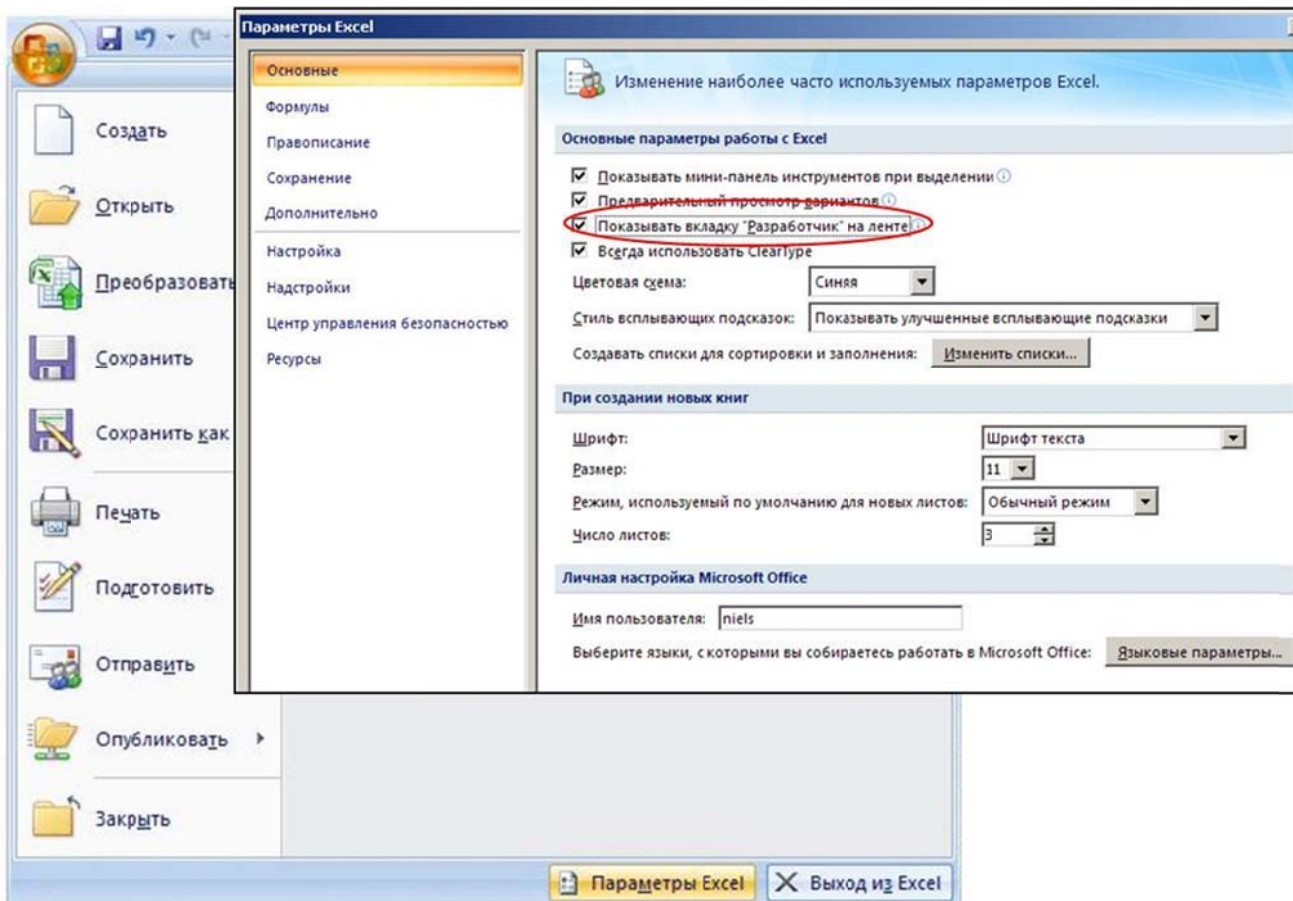 Параметры Excel
Создать
Открыть
Преобразовать
Сохранить
Сохранить как
Печать
Подготовить
Отправить
Опубликовать
Закрыть
Основные
Формулы
Правописание
Сохранение
Дополнительно
Настройка
Надстройки
Центр управления безопасностью
Ресурсы
Изменение наиболее часто используемых параметров Excel.
Основные параметры работы с Excel
Показывать мини-панель инструментов при выделении
Предварительный просмотр вариантов
Показывать вкладку "Разработчик" на ленте
Всегда использовать ClearType
Цветовая схема: Синяя
Стиль всплывающих подсказок: Показывать улучшенные всплывающие подсказки
Создавать списки для сортировки и заполнения: Изменить списки...
При создании новых книг
Шрифт: Шрифт текста
Размер: 11
Режим, используемый по умолчанию для новых листов: Обычный режим
Число листов: 3
Личная настройка Microsoft Office
Имя пользователя: niels
Выберите языки, с которыми вы собираетесь работать в Microsoft Office: Языковые параметры...
Параметры Excel
Выход из Excel